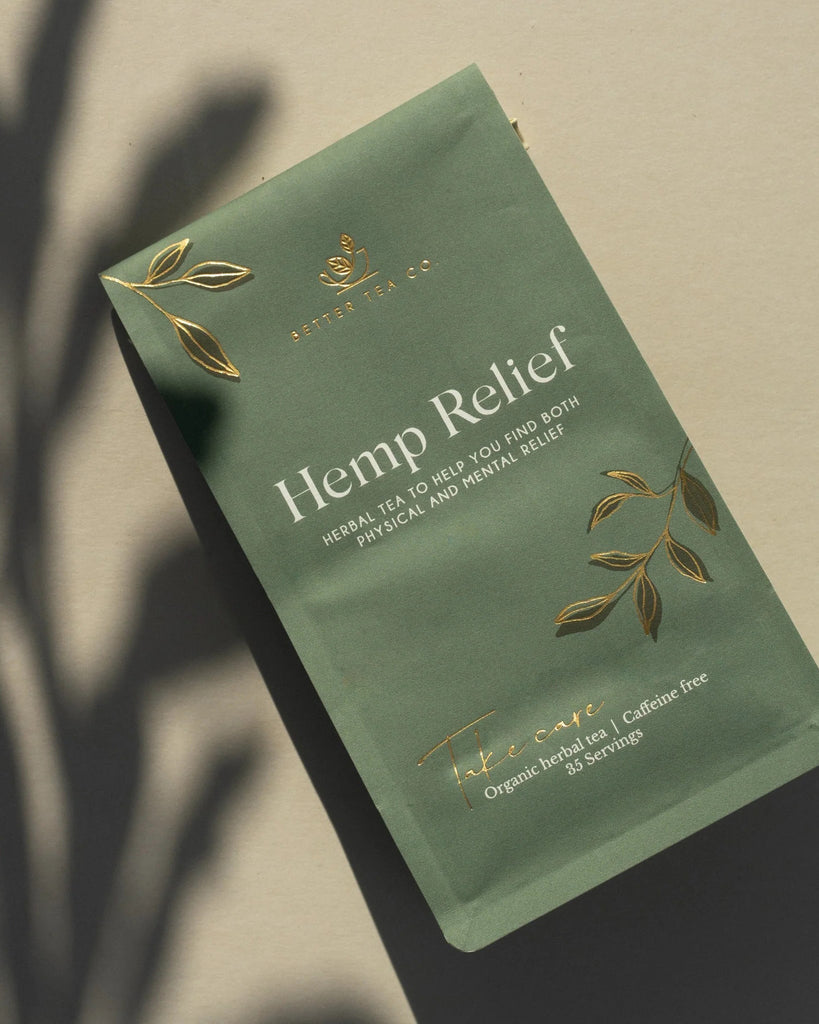 BETTER TEA CO.
Hemp Relief
HERBAL TEA TO HELP YOU FIND BOTH
PHYSICAL AND MENTAL RELIEF
Take care
Organic herbal tea | Caffeine free
35 Servings